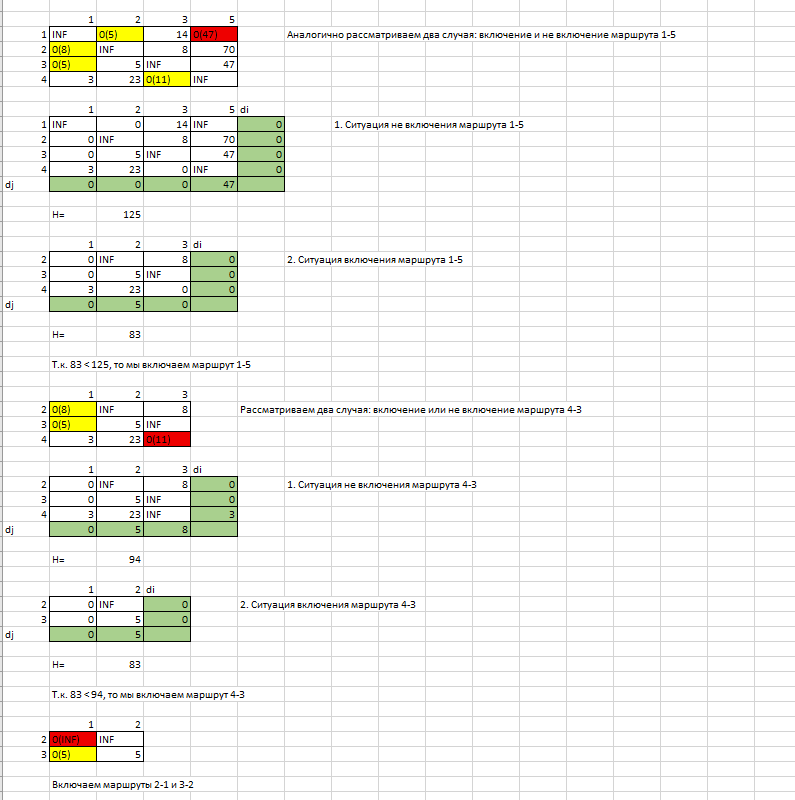 1 2 3 5
1 INF 0(5) 14 0(47) Аналогично рассматриваем два случая: включение и не включение маршрута 1-5
2 0(8) INF 8 70
3 0(5) 5 INF 47
4 3 23 0(11) INF
1 2 3 5 di
1 INF 0 14 INF 0 1. Ситуация не включения маршрута 1-5
2 0 INF 8 70 0
3 0 5 INF 47 0
4 3 23 0 INF 0
dj 0 0 0 47
H= 125
1 2 3 di
2 0 INF 8 0 2. Ситуация включения маршрута 1-5
3 0 5 INF 0
4 3 23 0 0
dj 0 5 0
H= 83
Т.к. 83 < 125, то мы включаем маршрут 1-5
1 2 3
2 0(8) INF 8 Рассматриваем два случая: включение или не включение маршрута 4-3
3 0(5) 5 INF
4 3 23 0(11)
1 2 3 di
2 0 INF 8 0 1. Ситуация не включения маршрута 4-3
3 0 5 INF 0
4 3 23 INF 3
dj 0 5 8
H= 94
1 2 di
2 0 INF 0 2. Ситуация включения маршрута 4-3
3 0 5 0
dj 0 5
H= 83
Т.к. 83 < 94, то мы включаем маршрут 4-3
1 2
2 0(INF) INF
3 0(5) 5
Включаем маршруты 2-1 и 3-2